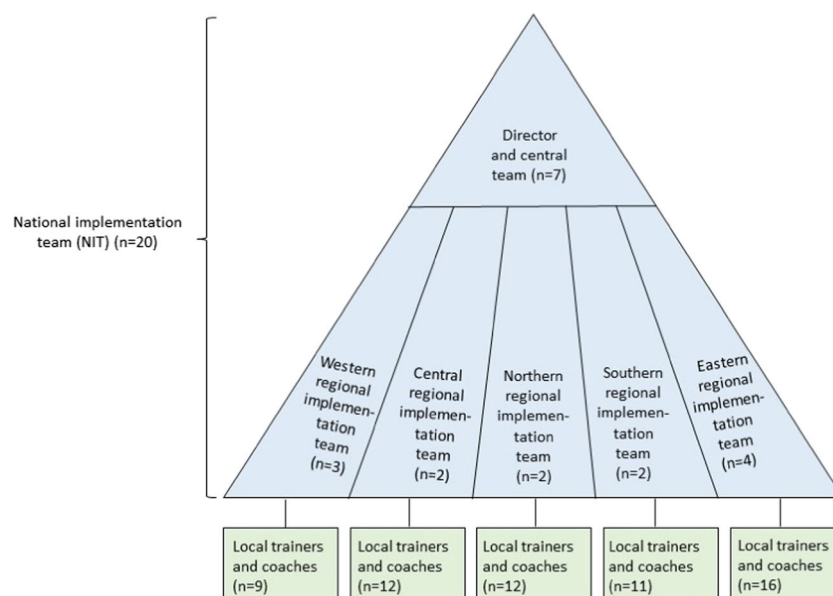 Director
and central
team (n=7)
National implementation
team (NIT) (n=20)
Western
regional
implemen-
tation
team
(n=3)
Central
regional
implemen-
tation
team
(n=2)
Northern
regional
implemen-
tation
team
(n=2)
Southern
regional
implemen-
tation
team
(n=2)
Eastern
regional
implemen-
tation
team
(n=4)
Local trainers
and coaches
(n=9)
Local trainers
and coaches
(n=12)
Local trainers
and coaches
(n=12)
Local trainers
and coaches
(n=11)
Local trainers
and coaches
(n=16)